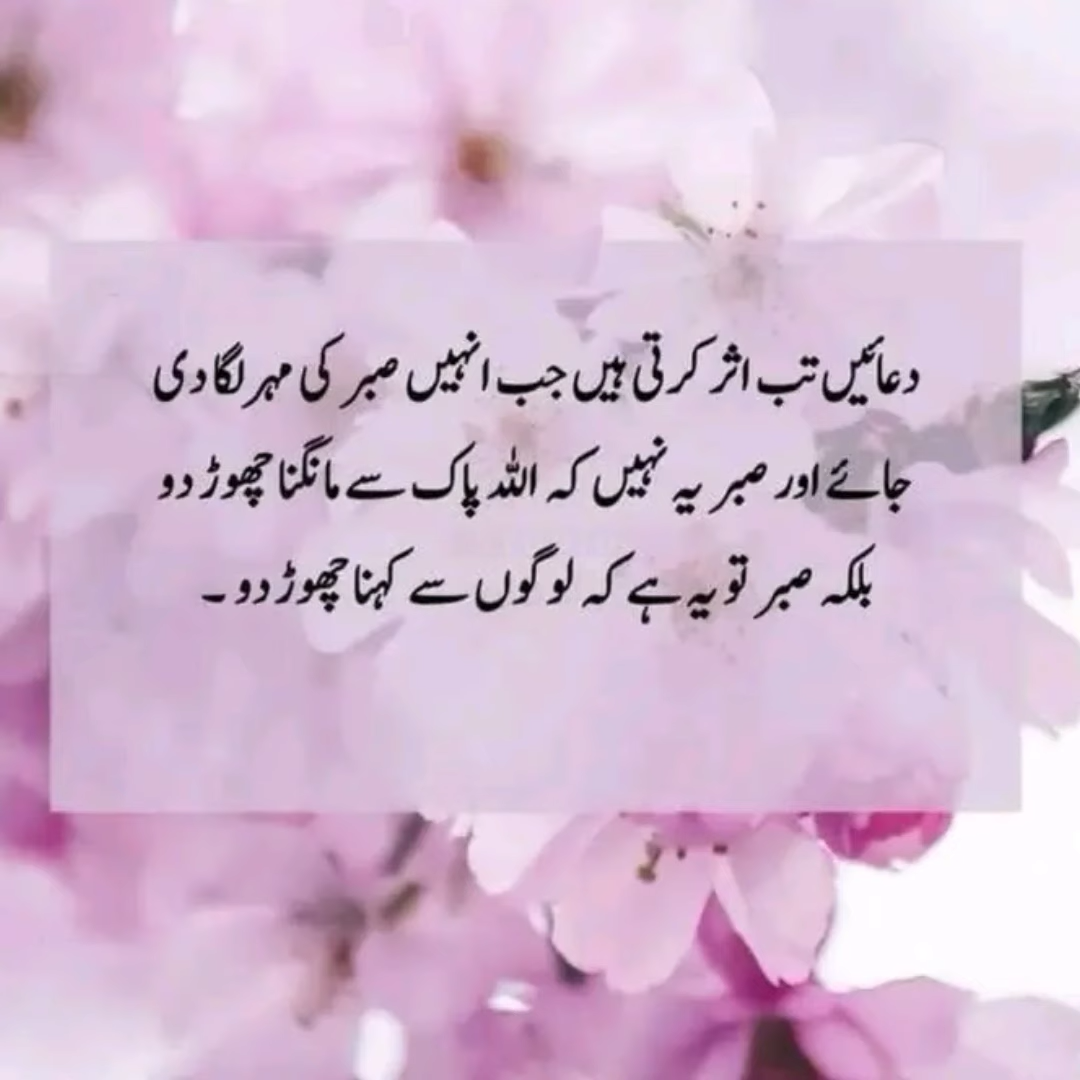 دعائیں تب اثر کرتی ہیں جب انہیں صبر کی مہر لگا دی
جائے اور صبر یہ نہیں کہ اللہ پاک سے مانگنا چھوڑ دو
بلکہ صبر تو یہ ہے کہ لوگوں سے کہنا چھوڑ دو ۔